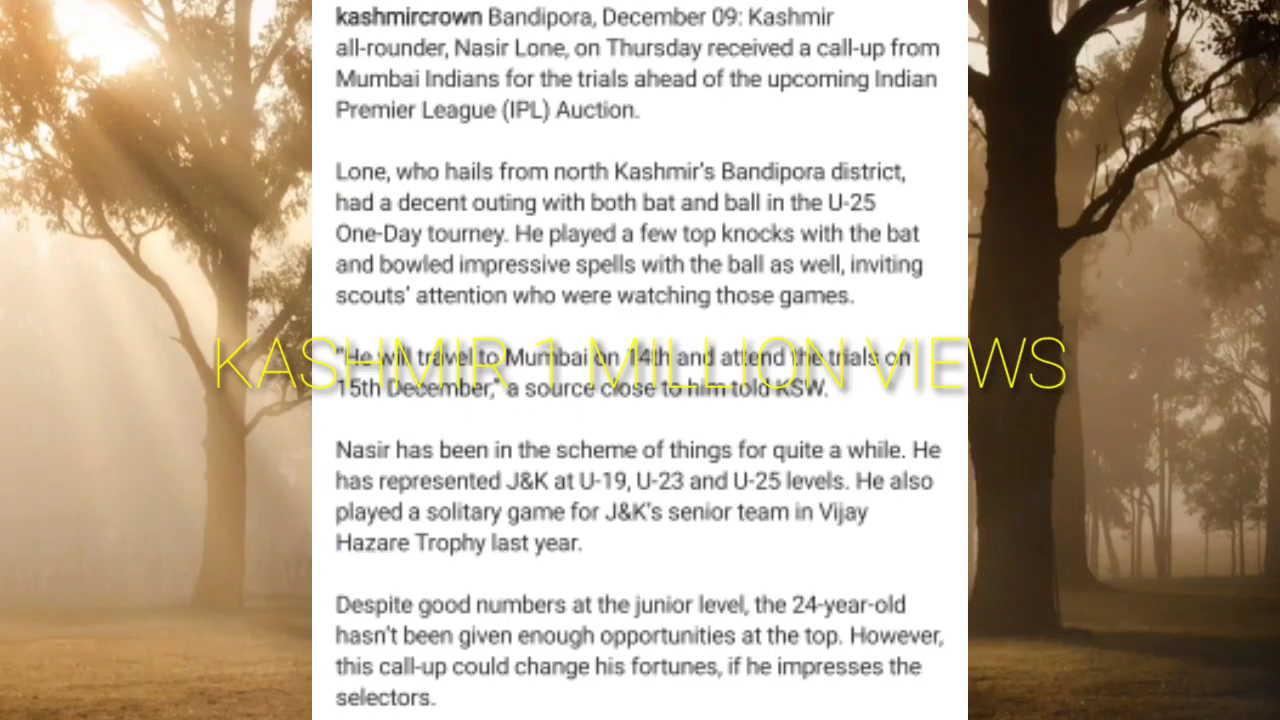 kashmircrown Bandipora, December 09: Kashmir
all-rounder, Nasir Lone, on Thursday received a call-up from
Mumbai Indians for the trials ahead of the upcoming Indian
Premier League (IPL) Auction.
Lone, who hails from north Kashmir's Bandipora district,
had a decent outing with both bat and ball in the U-25
One-Day tourney. He played a few top knocks with the bat
and bowled impressive spells with the ball as well, inviting
scouts' attention who were watching those games.
"He will travel to Mumbai on 14th and attend the trials on
15th December," a source close to him told KSW.
KASHMIR 1 MILLION VIEWS
Nasir has been in the scheme of things for quite a while. He
has represented J&K at U-19, U-23 and U-25 levels. He also
played a solitary game for J&K's senior team in Vijay
Hazare Trophy last year.
Despite good numbers at the junior level, the 24-year-old
hasn't been given enough opportunities at the top. However,
this call-up could change his fortunes, if he impresses the
selectors.